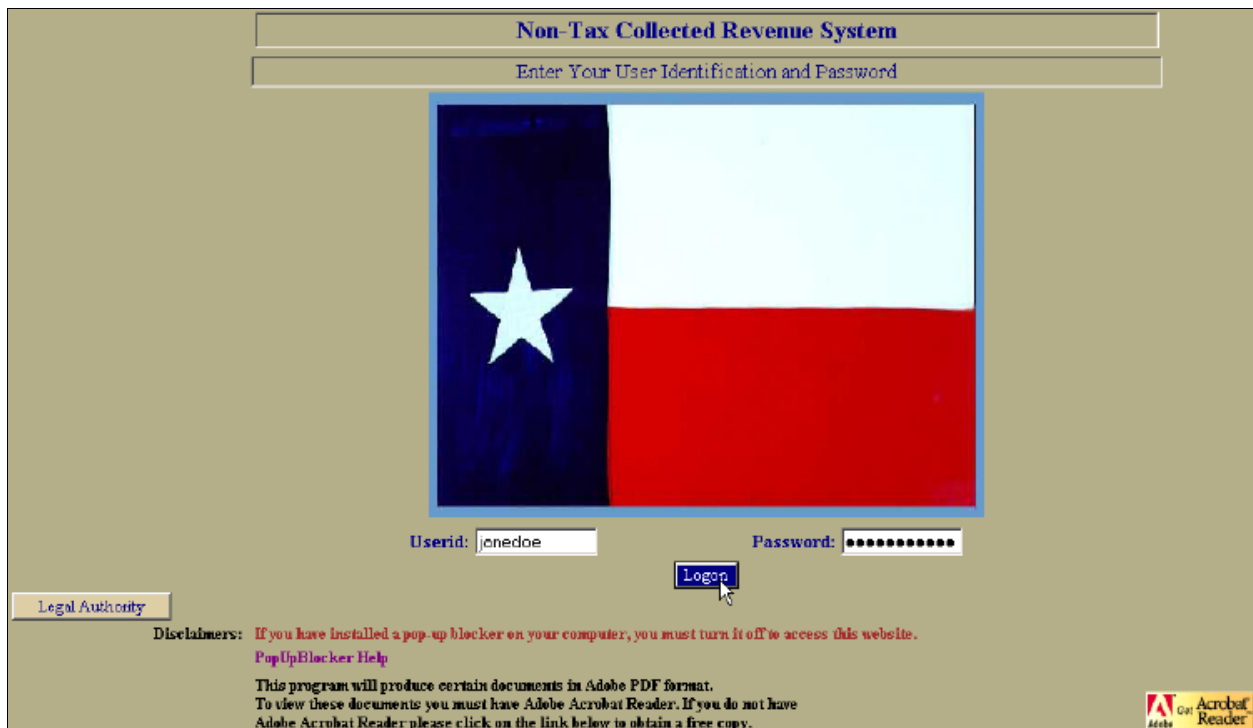 Non-Tax Collected Revenue System
Enter Your User Identification and Password
Userid: janedoe Password: ●●●●●●●●●●●
Logon
Legal Authority
Disclaimers: If you have installed a pop-up blocker on your computer, you must turn it off to access this website.
PopUpBlocker Help
This program will produce certain documents in Adobe PDF format.
To view these documents you must have Adobe Acrobat Reader. If you do not have
Adobe Acrobat Reader please click on the link below to obtain a free copy.
Adobe Get Acrobat Reader